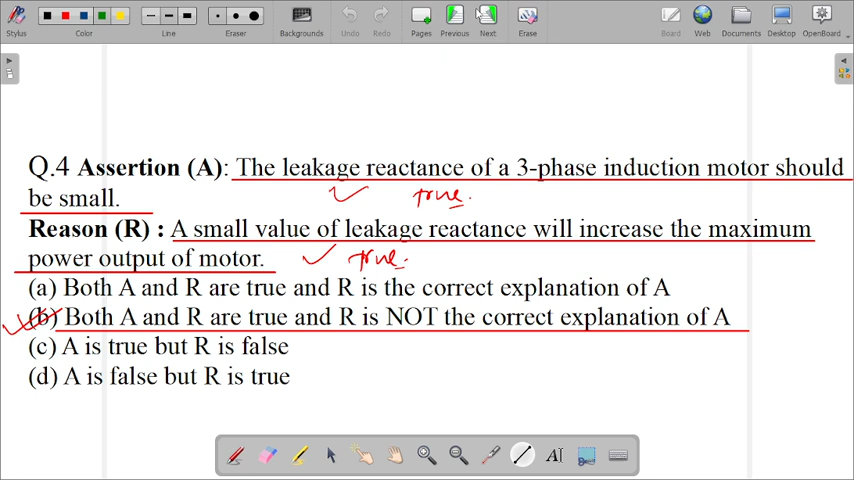 Stylus
Color
Line
Eraser
Backgrounds
Undo
Redo
Pages
Previous
Next
Erase
Board
Web
Documents
Desktop
OpenBoard
Q.4 Assertion (A): The leakage reactance of a 3-phase induction motor should
be small.
true.
Reason (R) : A small value of leakage reactance will increase the maximum
power output of motor.
true.
(a) Both A and R are true and R is the correct explanation of A
(b) Both A and R are true and R is NOT the correct explanation of A
(c) A is true but R is false
(d) A is false but R is true